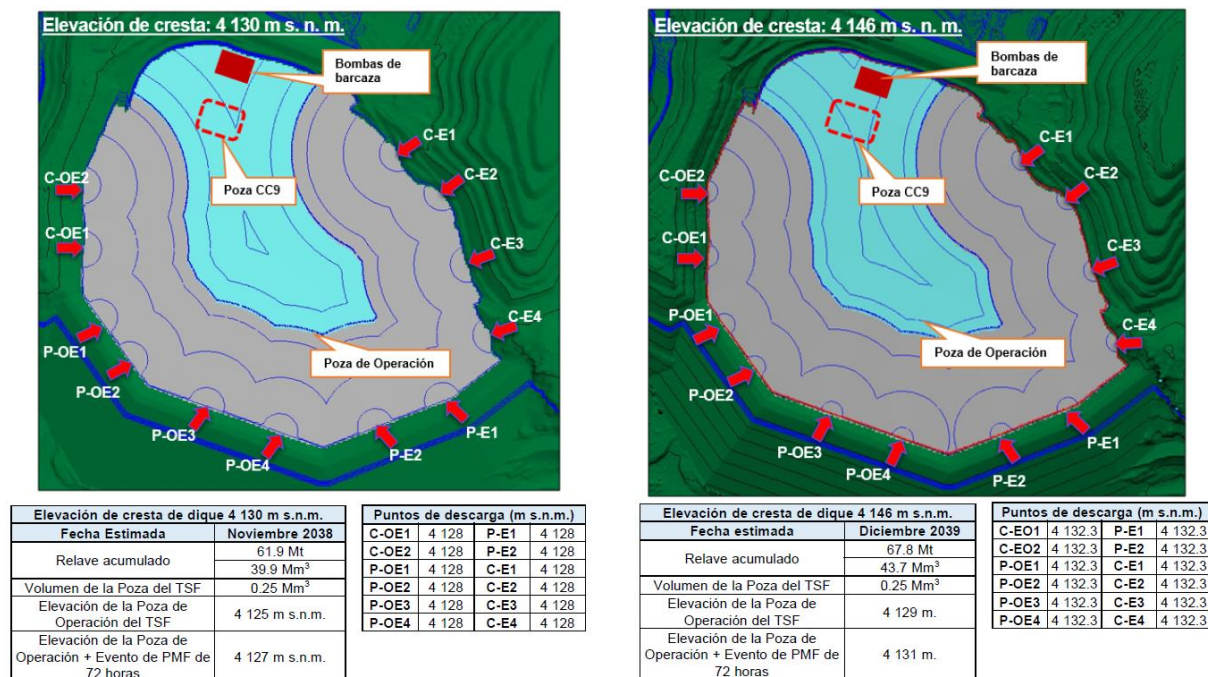 Elevación de cresta: 4 130 m s. n. m.
Bombas de
barcaza
C-E1
C-E2
C-OE2
Poza CC9
C-OE1
C-E3
C-E4
P-OE1
Poza de Operación
P-OE2
P-OE3
P-E1
P-OE4
P-E2
Elevación de cresta de dique 4 130 m s.n.m.
Fecha Estimada Noviembre 2038
Relave acumulado 61.9 Mt
39.9 Mm³
Volumen de la Poza del TSF 0.25 Mm³
Elevación de la Poza de
Operación del TSF 4 125 m s.n.m.
Elevación de la Poza de
Operación + Evento de PMF de
72 horas 4 127 m s.n.m.
Puntos de descarga (m s.n.m.)
C-OE1 4 128 P-E1 4 128
C-OE2 4 128 P-E2 4 128
P-OE1 4 128 C-E1 4 128
P-OE2 4 128 C-E2 4 128
P-OE3 4 128 C-E3 4 128
P-OE4 4 128 C-E4 4 128
Elevación de cresta: 4 146 m s. n. m.
Bombas de
barcaza
C-E1
C-E2
C-OE2
Poza CC9
C-OE1
C-E3
C-E4
P-OE1
Poza de Operación
P-OE2
P-OE3
P-E1
P-OE4
P-E2
Elevación de cresta de dique 4 146 m s.n.m.
Fecha estimada Diciembre 2039
Relave acumulado 67.8 Mt
43.7 Mm³
Volumen de la Poza del TSF 0.25 Mm³
Elevación de la Poza de
Operación del TSF 4 129 m.
Elevación de la Poza de
Operación + Evento de PMF de
72 horas 4 131 m.
Puntos de descarga (m s.n.m.)
C-EO1 4 132.3 P-E1 4 132.3
C-EO2 4 132.3 P-E2 4 132.3
P-OE1 4 132.3 C-E1 4 132.3
P-OE2 4 132.3 C-E2 4 132.3
P-OE3 4 132.3 C-E3 4 132.3
P-OE4 4 132.3 C-E4 4 132.3